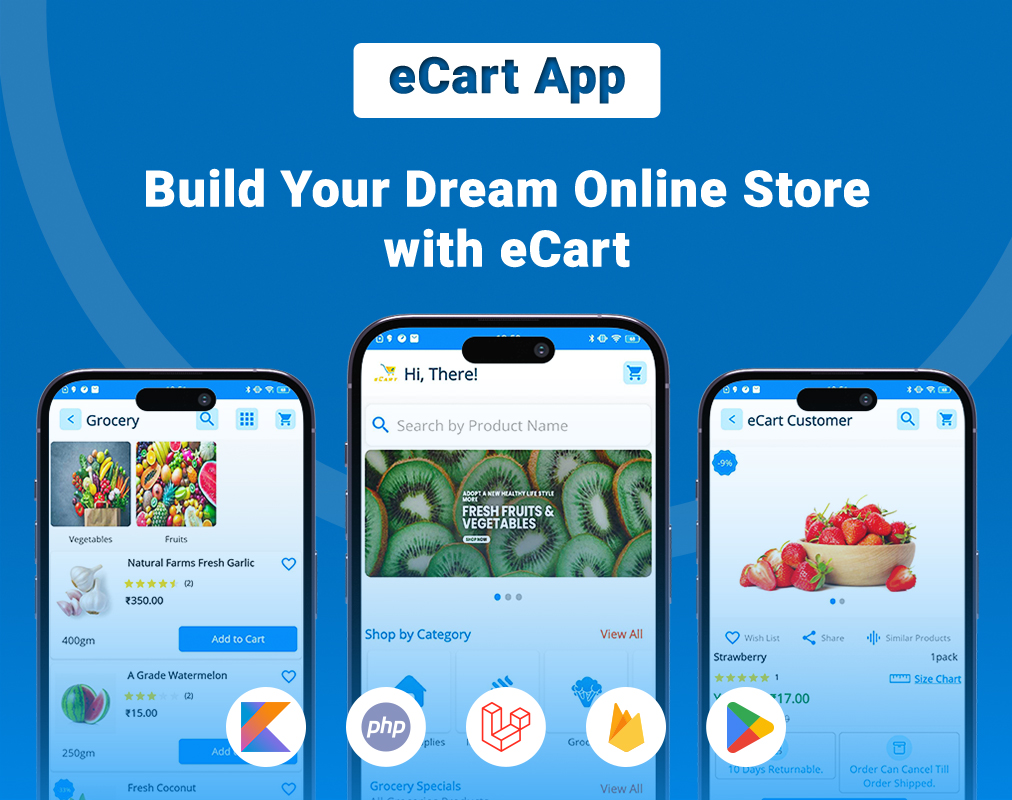 eCart App
Build Your Dream Online Store
with eCart
Grocery
Vegetables
Fruits
Natural Farms Fresh Garlic
(2)
₹350.00
400gm
Add to Cart
A Grade Watermelon
(2)
₹15.00
250gm
Add
Fresh Coconut
eCart
Hi, There!
Search by Product Name
ADOPT A NEW HEALTHY LIFE STYLE
MORE
FRESH FRUITS &
VEGETABLES
SHOP NOW
Shop by Category
View All
Grocery Specials
View All
php
eCart Customer
-9%
Wish List
Share
Similar Products
Strawberry
1pack
1
Size Chart
₹17.00
10 Days Returnable.
Order Can Cancel Till
Order Shipped.